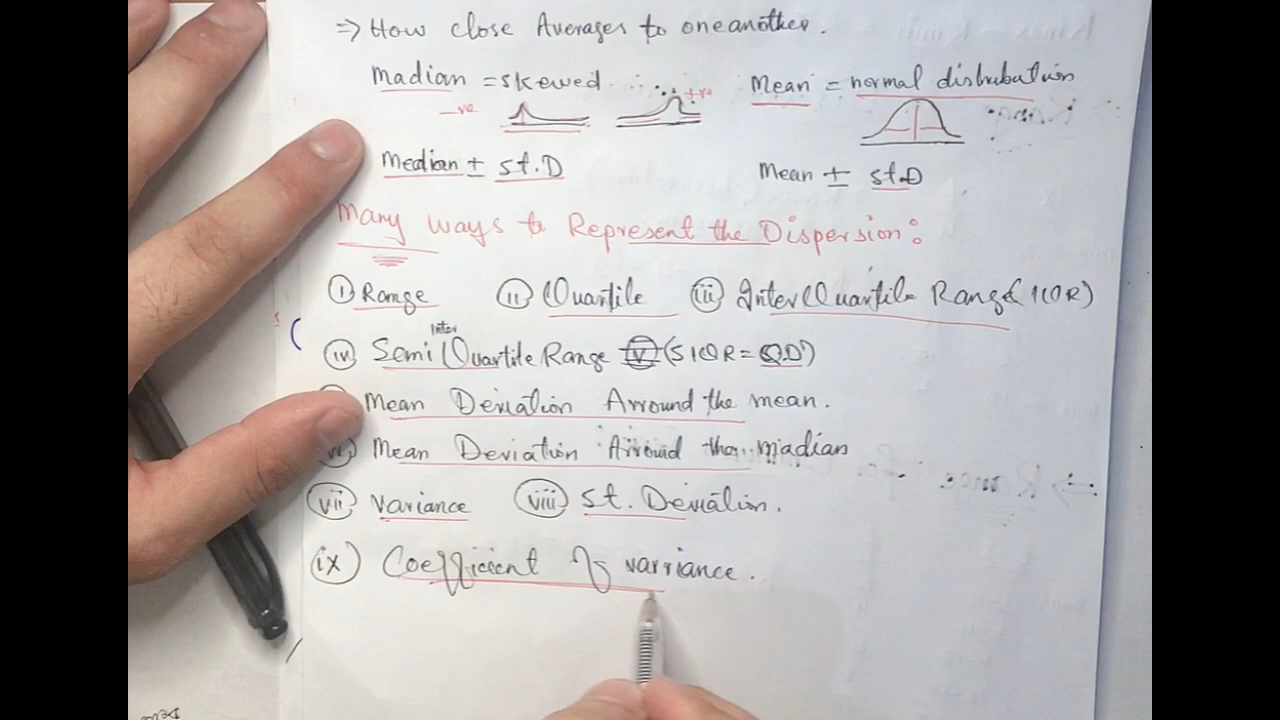 ⇒ How close Averages to one another.
Madian = skewed Mean = normal distribution
-ve +ve
Median ± st.D Mean ± st.D
Many ways to Represent the Dispersion:
(i) Range (ii) Quartile (iii) InterQuartile Range (IQR)
Inter
(iv) Semi Quartile Range (SIQR = QD)
Mean Deviation Arround the mean.
Mean Deviation Arround the madian
(vii) Variance (viii) St. Deviation.
(ix) Coefficient of varriance.